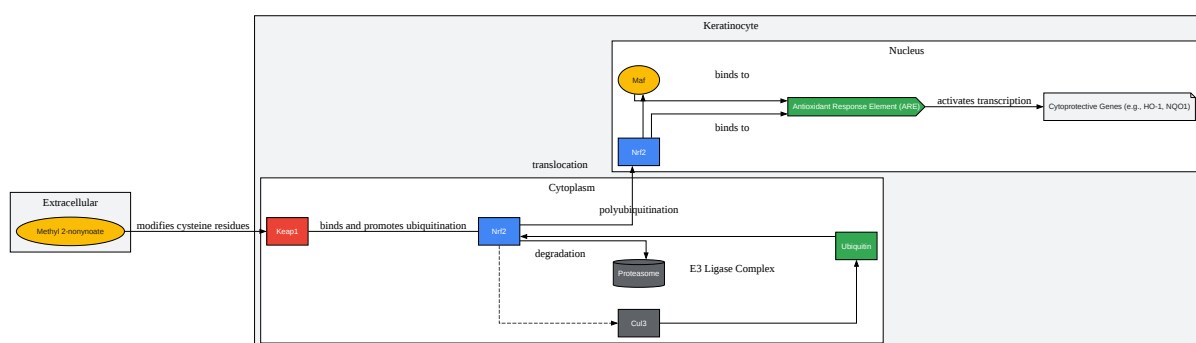 Keratinocyte
Nucleus
Maf
binds to
Antioxidant Response Element (ARE)
activates transcription
Cytoprotective Genes (e.g., HO-1, NQO1)
binds to
Nrf2
translocation
Cytoplasm
Extracellular
Methyl 2-nonynoate
modifies cysteine residues
Keap1
binds and promotes ubiquitination
Nrf2
polyubiquitination
degradation
Proteasome
E3 Ligase Complex
Ubiquitin
Cul3